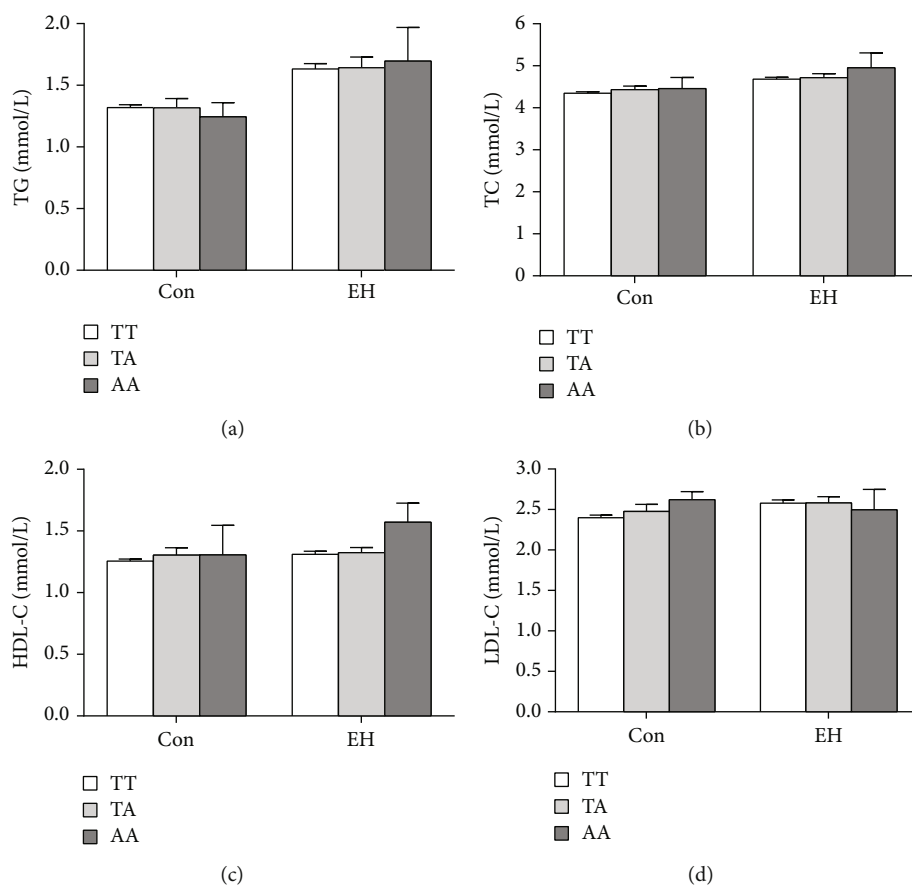 TG (mmol/L)
2.0
1.5
1.0
0.5
0.0
Con
EH
TT
TA
AA
(a)
TC (mmol/L)
6
5
4
3
2
1
0
Con
EH
TT
TA
AA
(b)
HDL-C (mmol/L)
2.0
1.5
1.0
0.5
0.0
Con
EH
TT
TA
AA
(c)
LDL-C (mmol/L)
3.0
2.5
2.0
1.5
1.0
0.5
0.0
Con
EH
TT
TA
AA
(d)